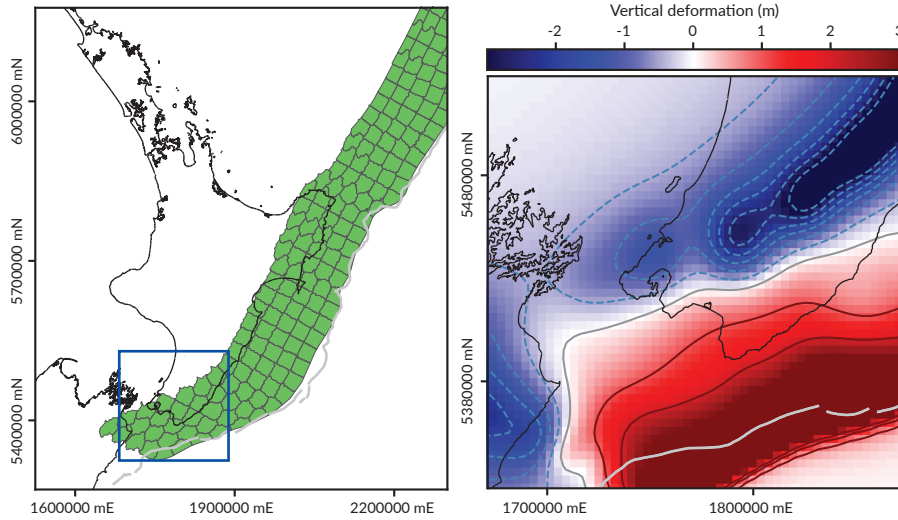 Vertical deformation (m)
-2 -1 0 1 2 3
6000000 mN
5700000 mN
5400000 mN
1600000 mE 1900000 mE 2200000 mE
5480000 mN
5380000 mN
1700000 mE 1800000 mE